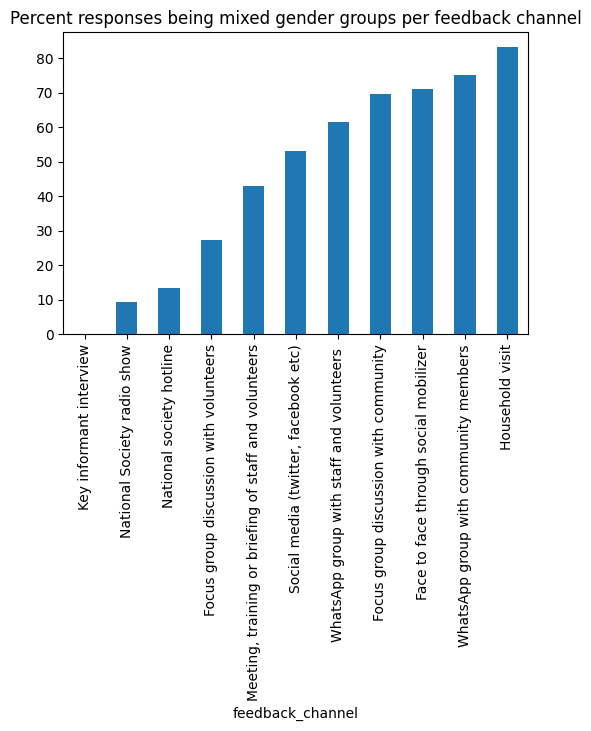 Percent responses being mixed gender groups per feedback channel
80
70
60
50
40
30
20
10
0
Key informant interview
National Society radio show
National society hotline
Focus group discussion with volunteers
Meeting, training or briefing of staff and volunteers
Social media (twitter, facebook etc)
WhatsApp group with staff and volunteers
Focus group discussion with community
Face to face through social mobilizer
WhatsApp group with community members
Household visit
feedback_channel